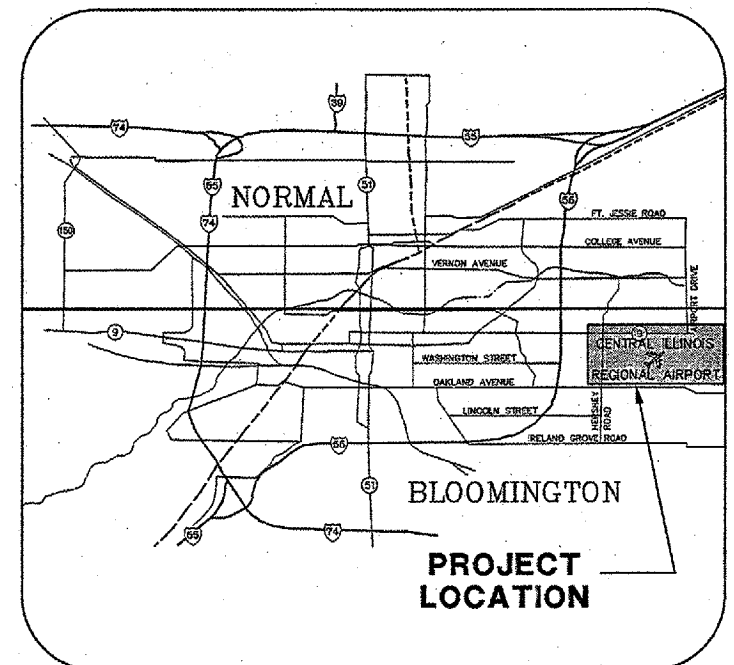 39
74
55
55
NORMAL
51
55
74
150
FT. JESSIE ROAD
COLLEGE AVENUE
VERNON AVENUE
AIRPORT DRIVE
9
9
CENTRAL ILLINOIS
REGIONAL AIRPORT
WASHINGTON STREET
OAKLAND AVENUE
HERSHEY
ROAD
LINCOLN STREET
IRELAND GROVE ROAD
55
51
BLOOMINGTON
55
74
PROJECT
LOCATION